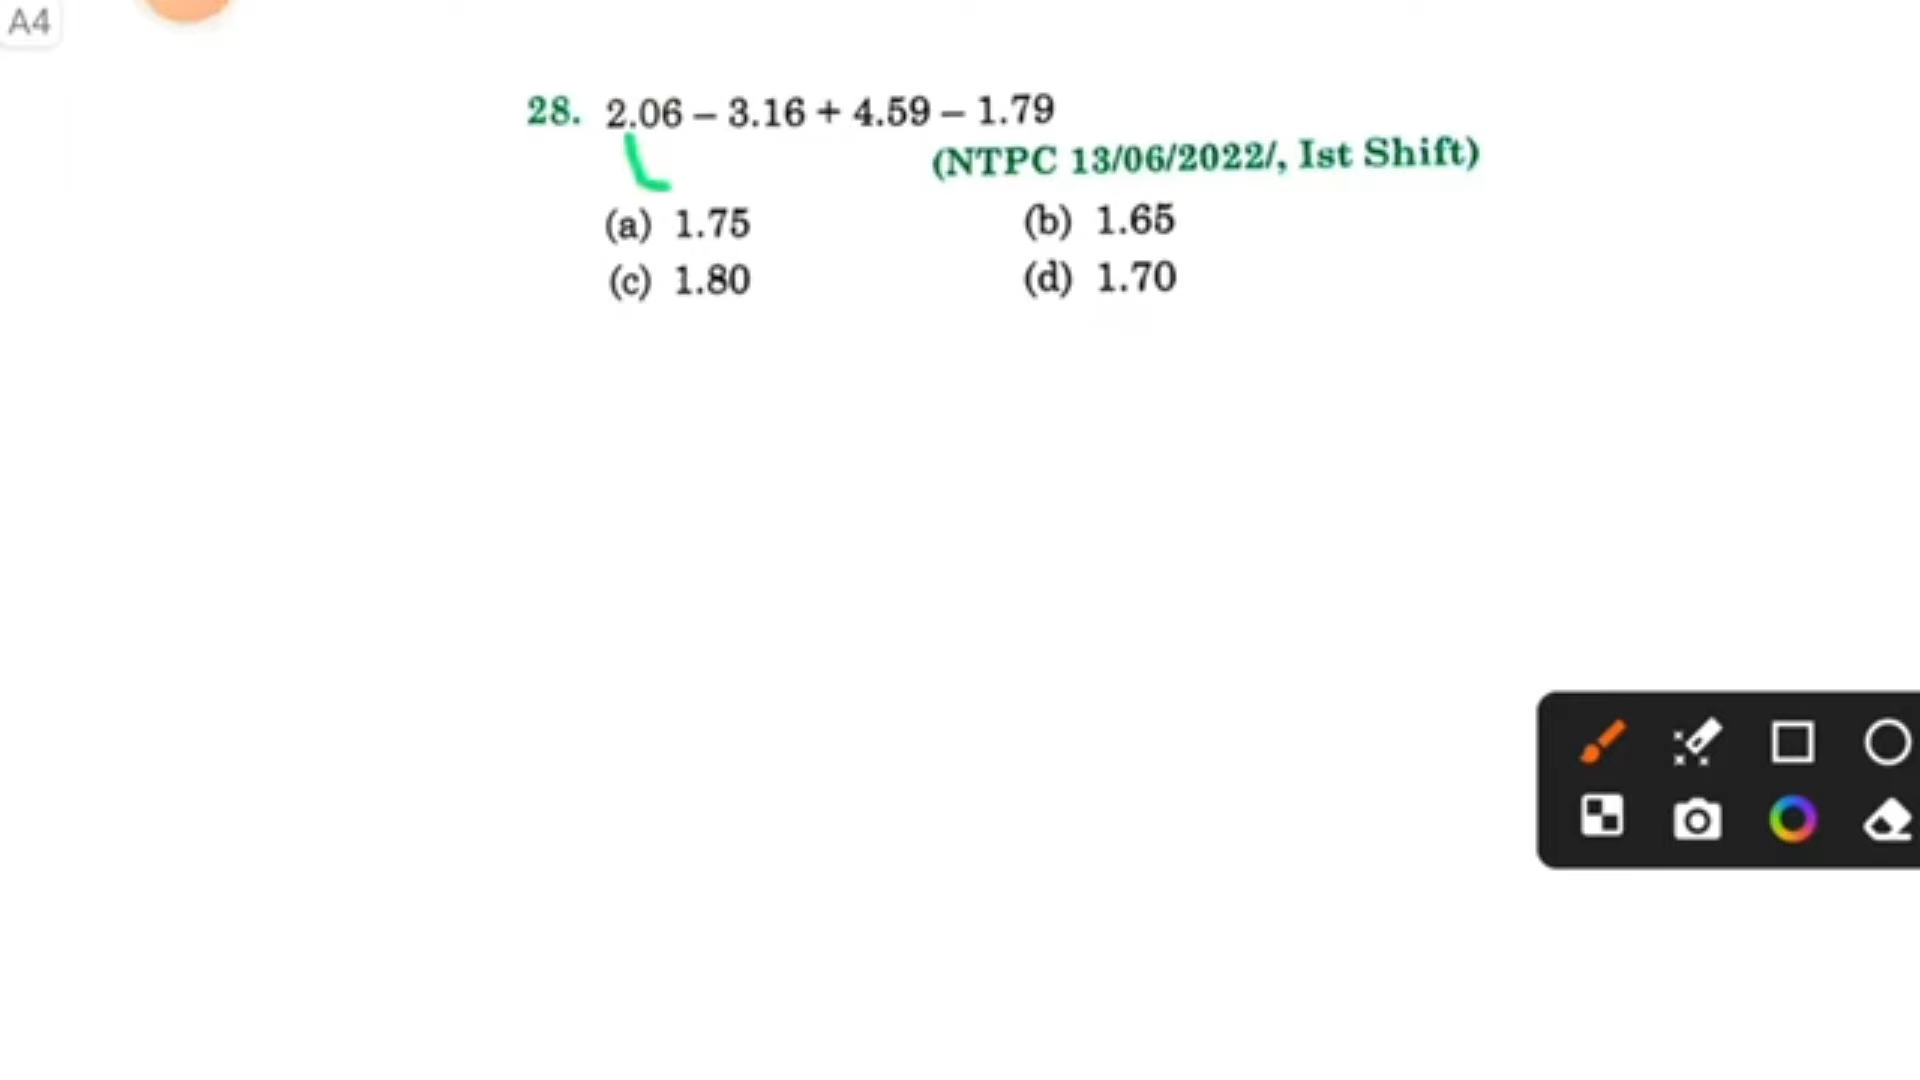 A4
28. 2.06 – 3.16 + 4.59 – 1.79
(NTPC 13/06/2022/, Ist Shift)
(a) 1.75 (b) 1.65
(c) 1.80 (d) 1.70